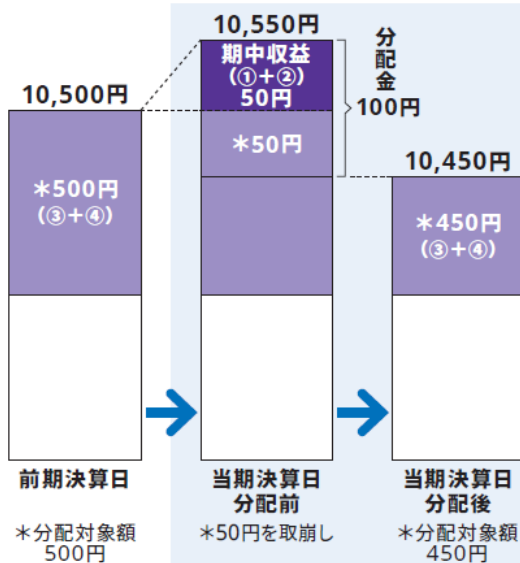 10,500円
＊500円
(③+④)
前期決算日
＊分配対象額
500円
10,550円
期中収益
(①+②)
50円
＊50円
分配金
100円
当期決算日
分配前
＊50円を取崩し
10,450円
＊450円
(③+④)
当期決算日
分配後
＊分配対象額
450円